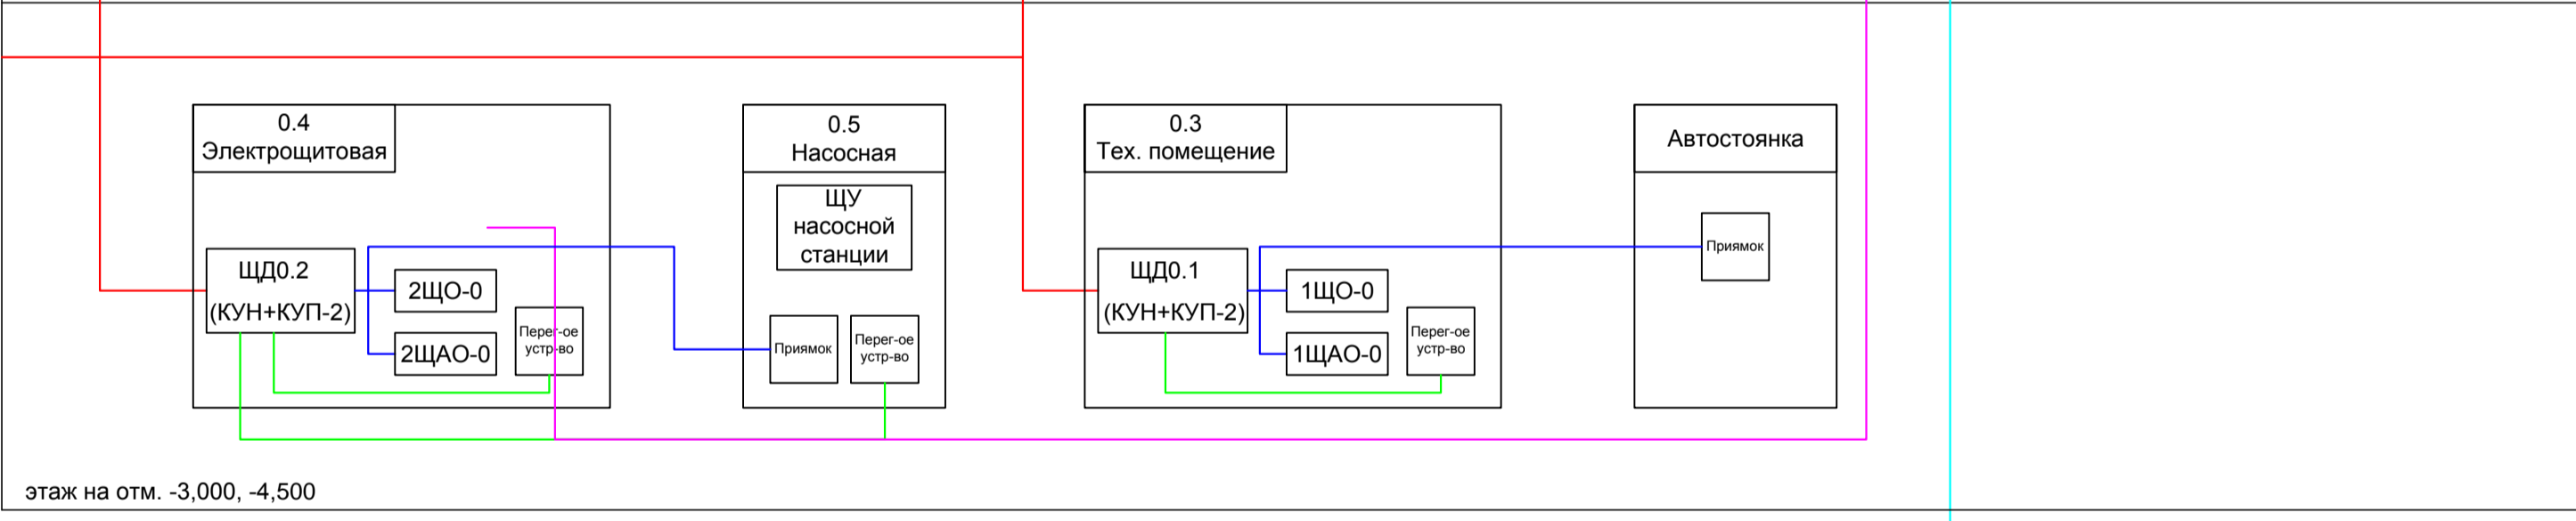 0.4
Электрощитовая
ЩД0.2
(КУН+КУП-2)
2ЩО-0
2ЩАО-0
Перег-ое
устр-во
0.5
Насосная
ЩУ
насосной
станции
Приямок
Перег-ое
устр-во
0.3
Тех. помещение
ЩД0.1
(КУН+КУП-2)
1ЩО-0
1ЩАО-0
Перег-ое
устр-во
Автостоянка
Приямок
этаж на отм. -3,000, -4,500